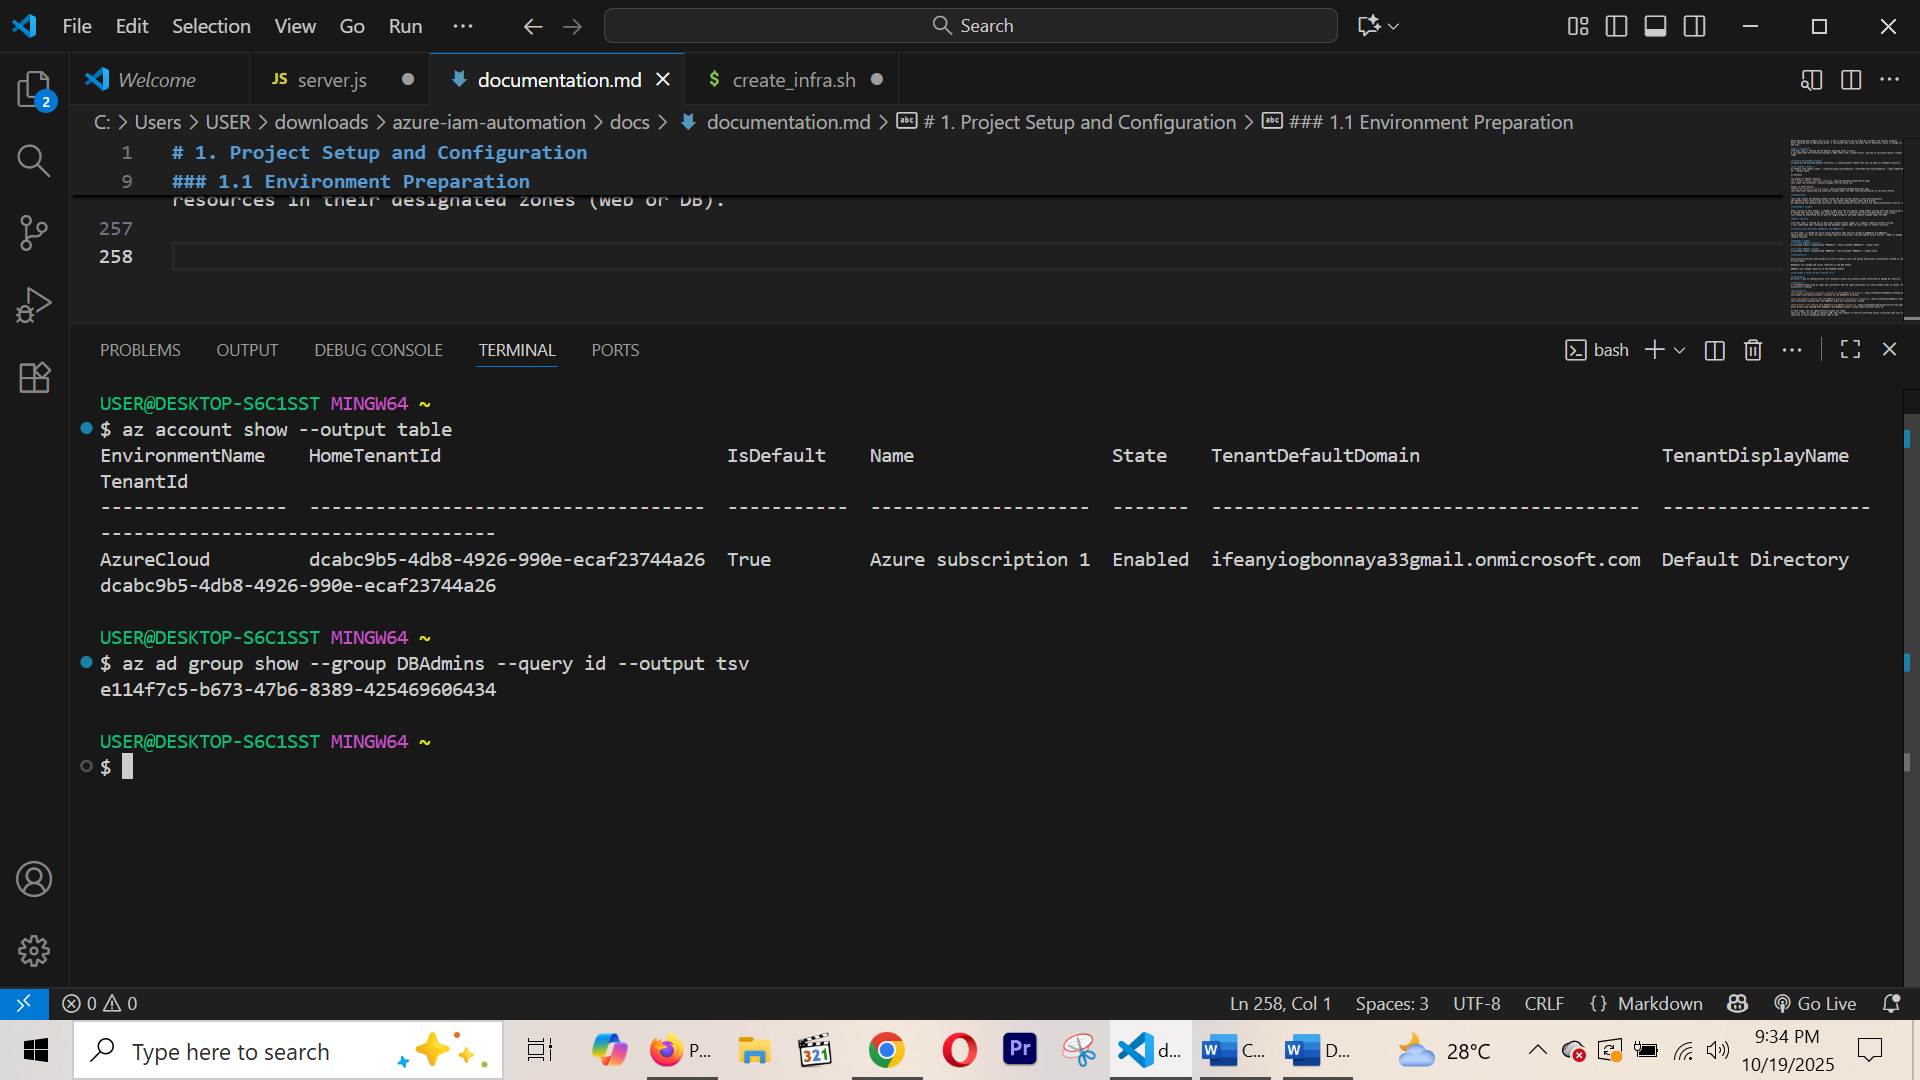 File Edit Selection View Go Run ··· Search
Welcome JS server.js documentation.md $ create_infra.sh
2
C: > Users > USER > downloads > azure-iam-automation > docs > documentation.md > # 1. Project Setup and Configuration > ### 1.1 Environment Preparation
1 # 1. Project Setup and Configuration
9 ### 1.1 Environment Preparation
resources in their designated zones (Web or DB).
257
258
PROBLEMS OUTPUT DEBUG CONSOLE TERMINAL PORTS bash
USER@DESKTOP-S6C1SST MINGW64 ~
$ az account show --output table
EnvironmentName HomeTenantId IsDefault Name State TenantDefaultDomain TenantDisplayName
TenantId
----------------- ------------------------------------ ----------- -------------------- ------- --------------------------------------- -------------------
------------------------------------
AzureCloud dcabc9b5-4db8-4926-990e-ecaf23744a26 True Azure subscription 1 Enabled ifeanyiogbonnaya33gmail.onmicrosoft.com Default Directory
dcabc9b5-4db8-4926-990e-ecaf23744a26
USER@DESKTOP-S6C1SST MINGW64 ~
$ az ad group show --group DBAdmins --query id --output tsv
e114f7c5-b673-47b6-8389-425469606434
USER@DESKTOP-S6C1SST MINGW64 ~
$
0 0 Ln 258, Col 1 Spaces: 3 UTF-8 CRLF {} Markdown Go Live
Type here to search 321 P... Pr d... W C... W D... 28°C 9:34 PM
10/19/2025